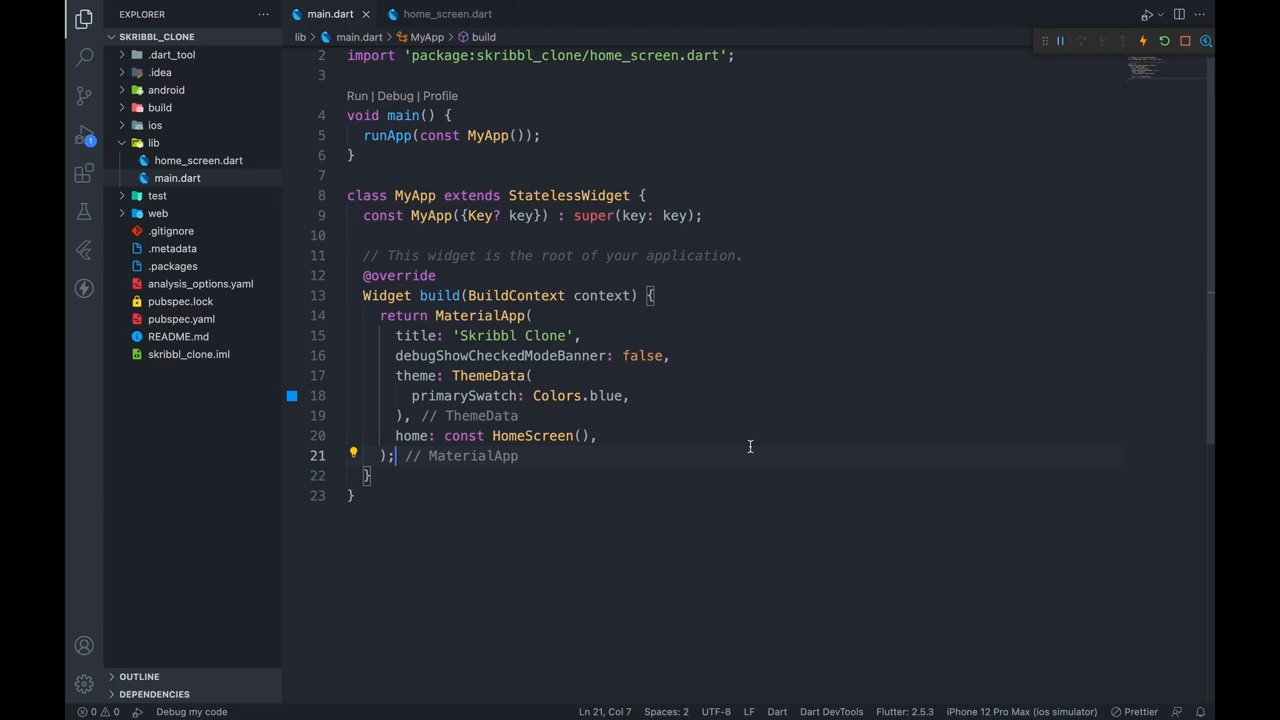 EXPLORER
main.dart
home_screen.dart
SKRIBBL_CLONE
lib > main.dart > MyApp > build
.dart_tool
.idea
android
build
ios
lib
home_screen.dart
main.dart
test
web
.gitignore
.metadata
.packages
analysis_options.yaml
pubspec.lock
pubspec.yaml
README.md
skribbl_clone.iml
OUTLINE
DEPENDENCIES
1
2 import 'package:skribbl_clone/home_screen.dart';
3
Run | Debug | Profile
4 void main() {
5 runApp(const MyApp());
6 }
7
8 class MyApp extends StatelessWidget {
9 const MyApp({Key? key}) : super(key: key);
10
11 // This widget is the root of your application.
12 @override
13 Widget build(BuildContext context) {
14 return MaterialApp(
15 title: 'Skribbl Clone',
16 debugShowCheckedModeBanner: false,
17 theme: ThemeData(
18 primarySwatch: Colors.blue,
19 ), // ThemeData
20 home: const HomeScreen(),
21 ); // MaterialApp
22 }
23 }
0 0 Debug my code Ln 21, Col 7 Spaces: 2 UTF-8 LF Dart Dart DevTools Flutter: 2.5.3 iPhone 12 Pro Max (ios simulator) Prettier